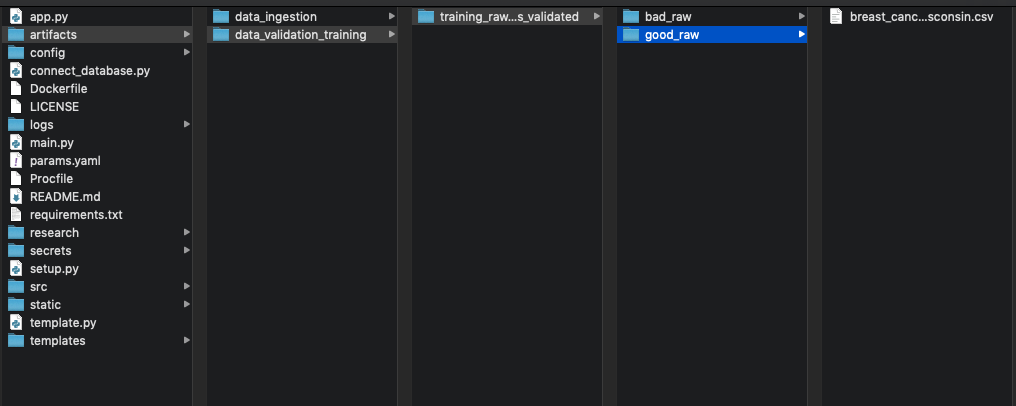 app.py
artifacts
config
connect_database.py
Dockerfile
LICENSE
logs
main.py
params.yaml
Procfile
README.md
requirements.txt
research
secrets
setup.py
src
static
template.py
templates
data_ingestion
data_validation_training
training_raw...s_validated
bad_raw
good_raw
breast_canc...sconsin.csv